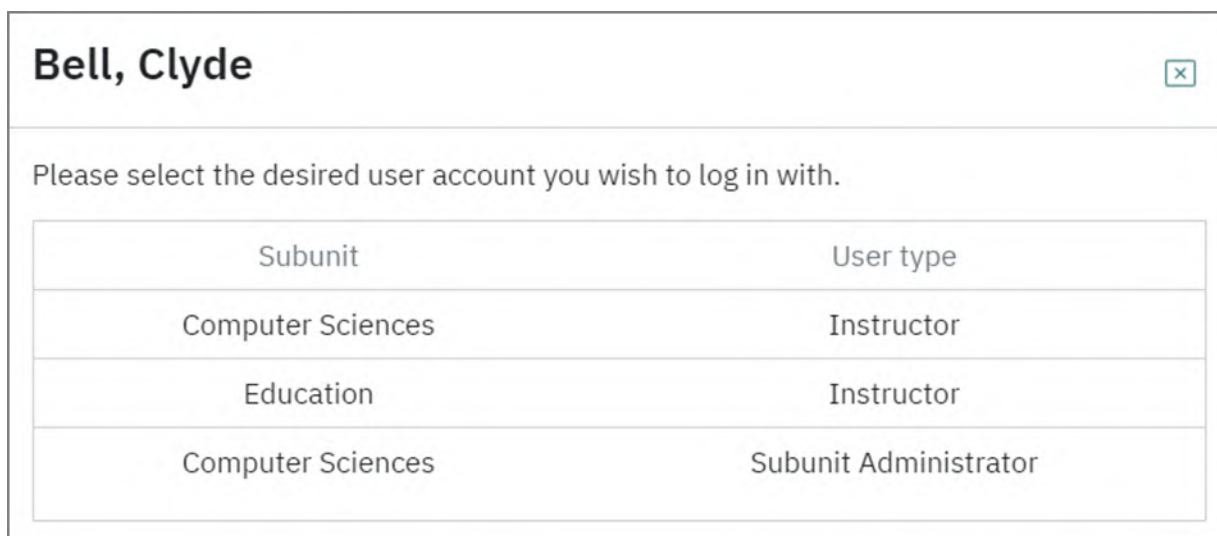 Bell, Clyde
Please select the desired user account you wish to log in with.
Subunit User type
Computer Sciences Instructor
Education Instructor
Computer Sciences Subunit Administrator